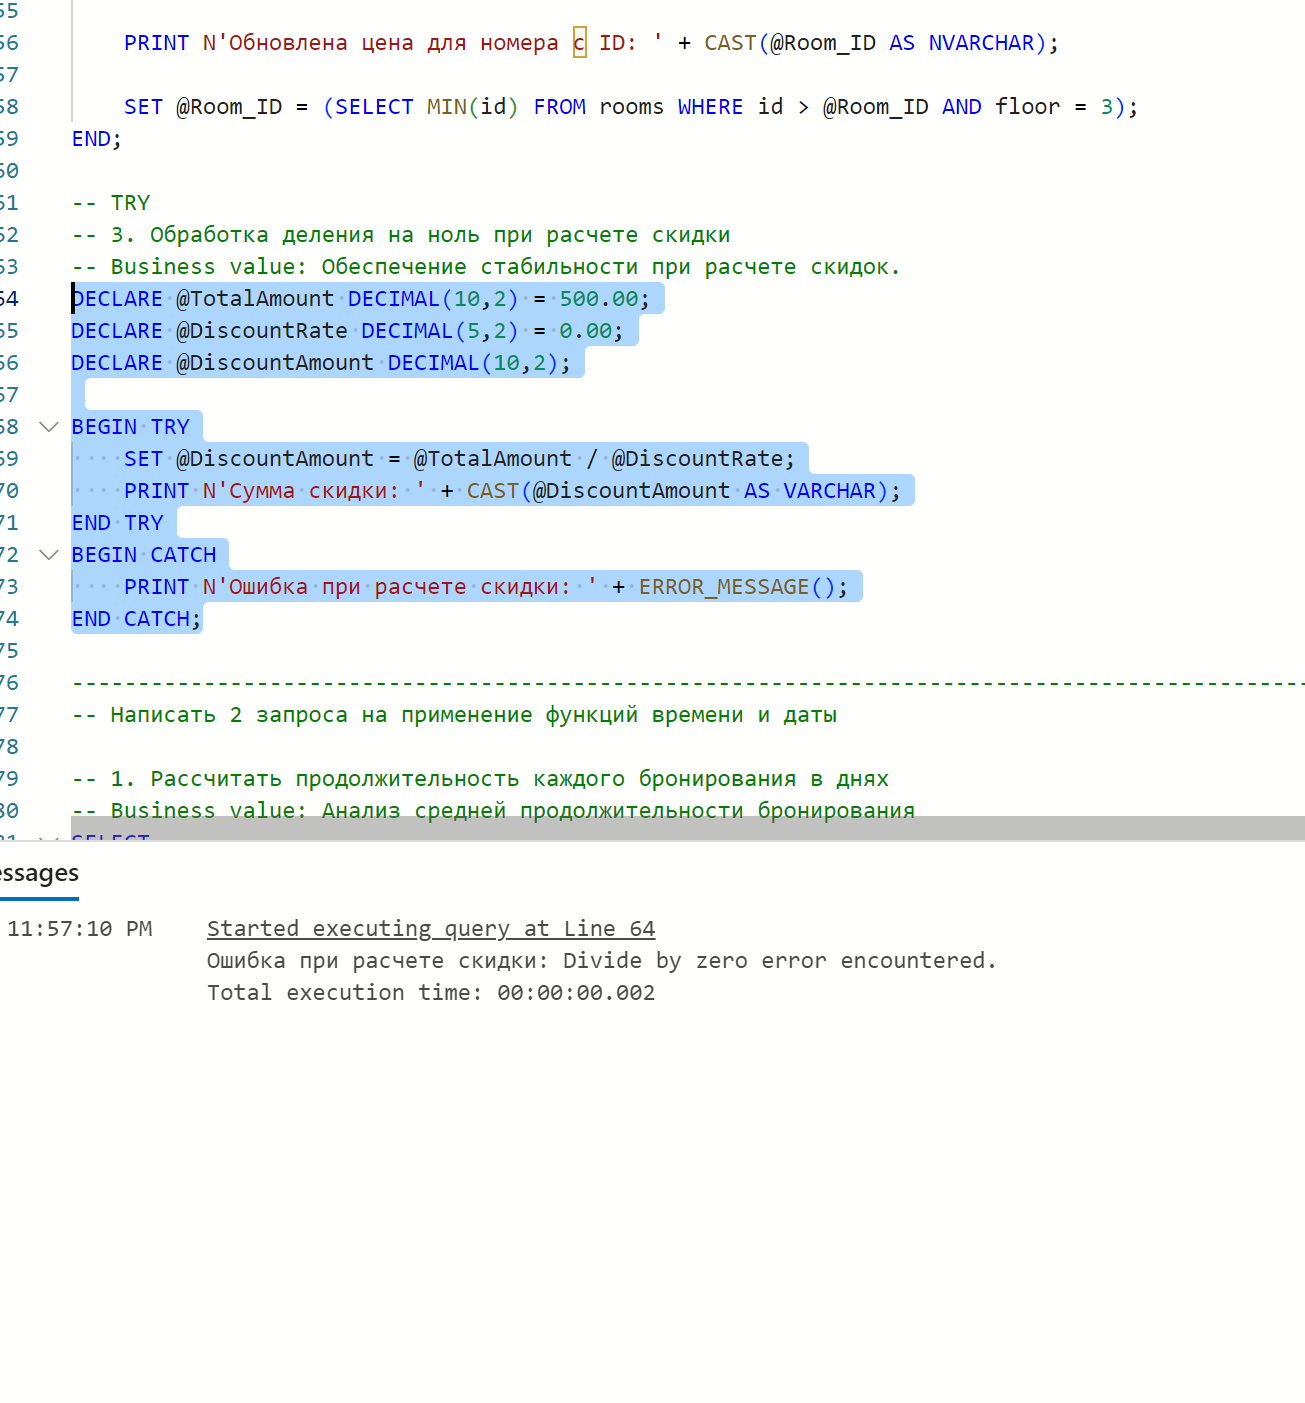 55
56 PRINT N'Обновлена цена для номера с ID: ' + CAST(@Room_ID AS NVARCHAR);
57
58 SET @Room_ID = (SELECT MIN(id) FROM rooms WHERE id > @Room_ID AND floor = 3);
59 END;
60
61 -- TRY
62 -- 3. Обработка деления на ноль при расчете скидки
63 -- Business value: Обеспечение стабильности при расчете скидок.
64 DECLARE @TotalAmount DECIMAL(10,2) = 500.00;
65 DECLARE @DiscountRate DECIMAL(5,2) = 0.00;
66 DECLARE @DiscountAmount DECIMAL(10,2);
67
68 BEGIN TRY
69 SET @DiscountAmount = @TotalAmount / @DiscountRate;
70 PRINT N'Сумма скидки: ' + CAST(@DiscountAmount AS VARCHAR);
71 END TRY
72 BEGIN CATCH
73 PRINT N'Ошибка при расчете скидки: ' + ERROR_MESSAGE();
74 END CATCH;
75
76 ----------------------------------------------------------------------------------------------
77 -- Написать 2 запроса на применение функций времени и даты
78
79 -- 1. Рассчитать продолжительность каждого бронирования в днях
80 -- Business value: Анализ средней продолжительности бронирования
81 SELECT
essages
11:57:10 PM Started executing query at Line 64
Ошибка при расчете скидки: Divide by zero error encountered.
Total execution time: 00:00:00.002